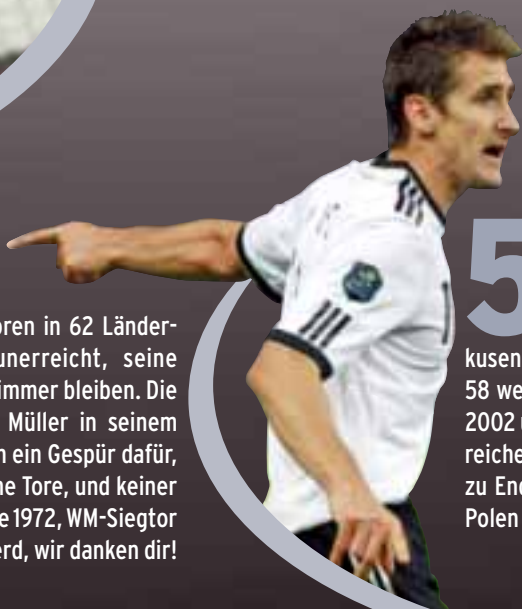 oren in 62 Länder-
unerreicht, seine
immer bleiben. Die
Müller in seinem
n ein Gespür dafür,
ne Tore, und keiner
e 1972, WM-Siegtor
erd, wir danken dir!
5
kusen
58 we
2002 u
reiche
zu End
Polen